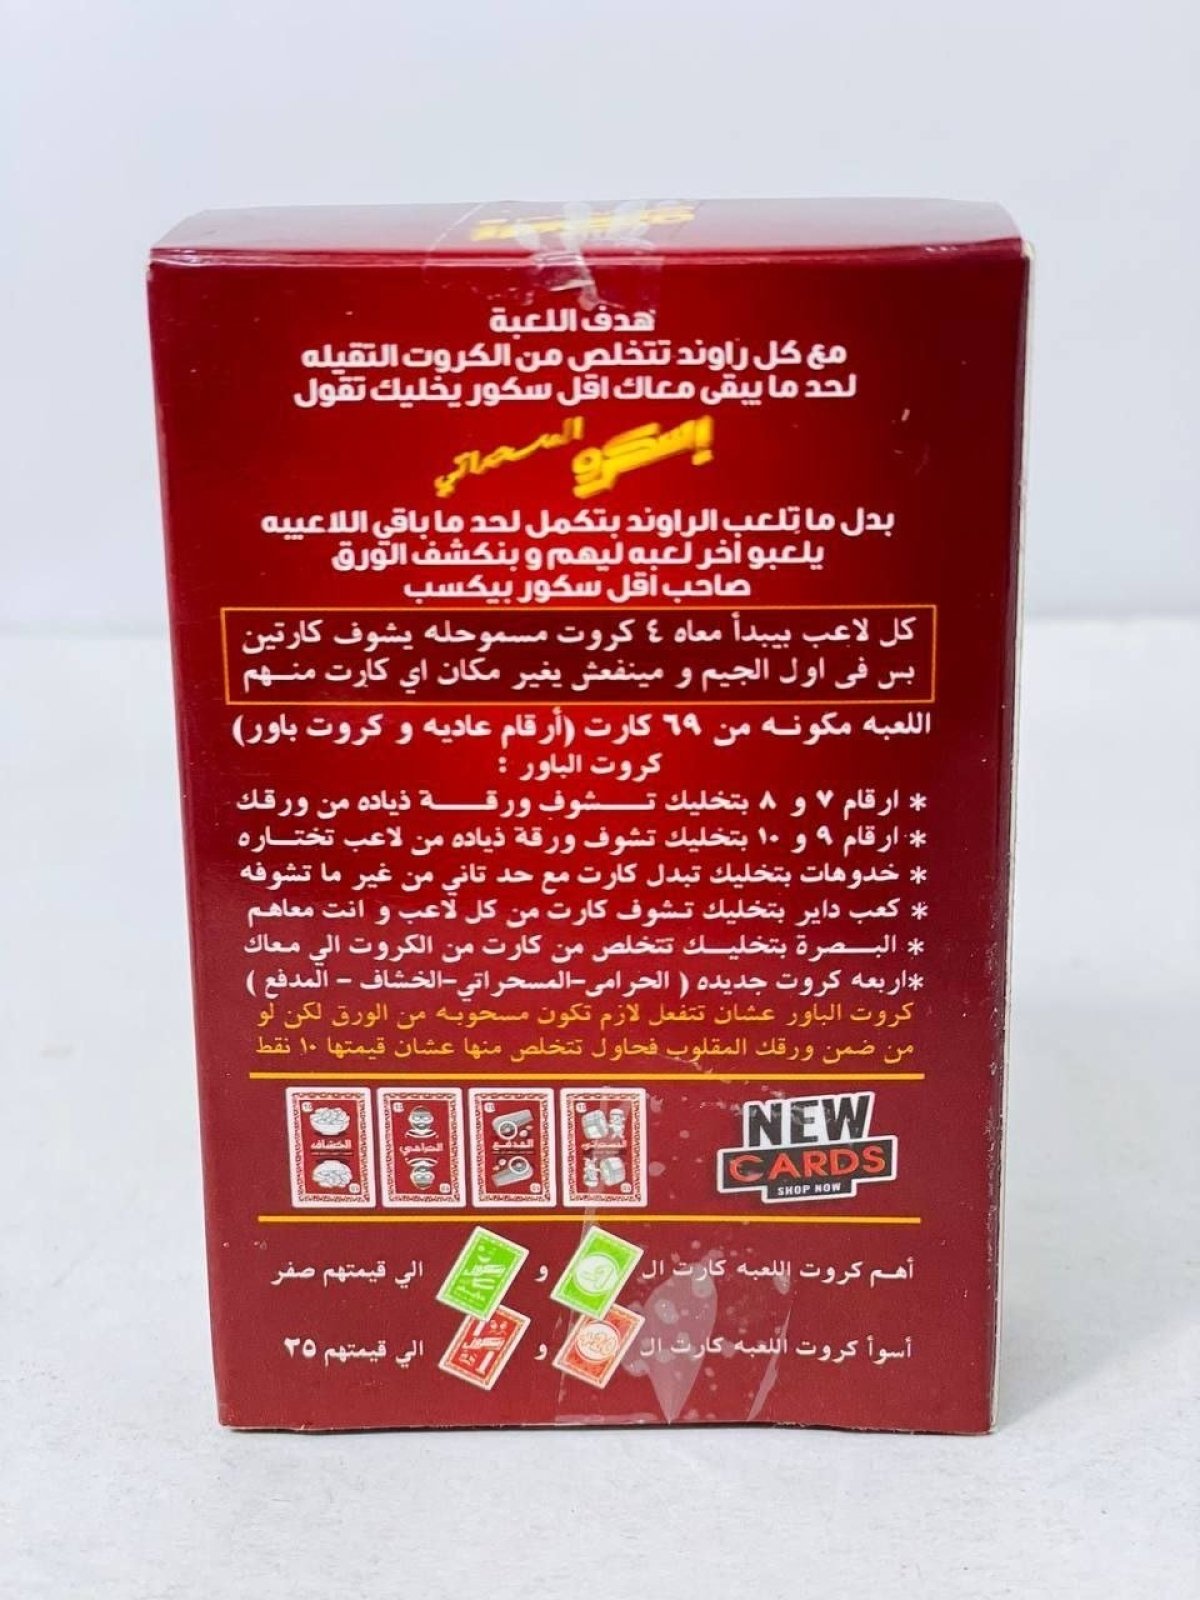 هدف اللعبة
مع كل راوند تتخلص من الكروت التقيله
لحد ما يبقى معاك اقل سكور يخليك تقول
إسكرو المسحراتي
بدل ما تلعب الراوند بتكمل لحد ما باقي اللاعيبه
يلعبو اخر لعبه ليهم و بنكشف الورق
صاحب اقل سكور بيكسب
كل لاعب بيبدأ معاه ٤ كروت مسموحله يشوف كارتين
بس فى اول الجيم و مينفعش يغير مكان اي كارت منهم
اللعبه مكونه من ٦٩ كارت (أرقام عاديه و كروت باور)
كروت الباور :
* ارقام ٧ و ٨ بتخليك تشوف ورقة ذياده من ورقك
* ارقام ٩ و ١٠ بتخليك تشوف ورقة ذياده من لاعب تختاره
* خدوهات بتخليك تبدل كارت مع حد تاني من غير ما تشوفه
* كعب داير بتخليك تشوف كارت من كل لاعب و انت معاهم
* البصرة بتخليك تتخلص من كارت من الكروت الي معاك
*اربعه كروت جديده ( الحرامى-المسحراتي-الخشاف - المدفع )
كروت الباور عشان تتفعل لازم تكون مسحوبه من الورق لكن لو
من ضمن ورقك المقلوب فحاول تتخلص منها عشان قيمتها ١٠ نقط
الخشاف
الحرامي
المدفع
المسحراتي
NEW
CARDS
SHOP NOW
أهم كروت اللعبه كارت ال و الي قيمتهم صفر
أسوأ كروت اللعبه كارت ال و الي قيمتهم ٢٥